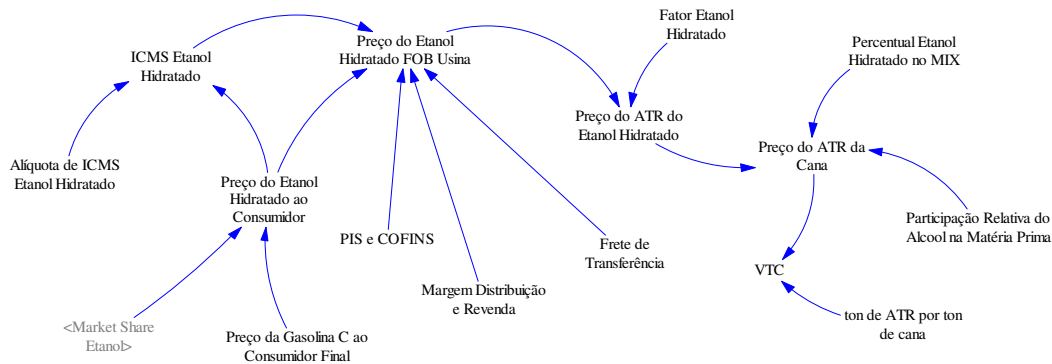 ICMS Etanol
Hidratado
Preço do Etanol
Hidratado FOB Usina
Fator Etanol
Hidratado
Percentual Etanol
Hidratado no MIX
Preço do ATR do
Etanol Hidratado
Preço do ATR da
Cana
Alíquota de ICMS
Etanol Hidratado
Preço do Etanol
Hidratado ao
Consumidor
PIS e COFINS
Margem Distribuição
e Revenda
Frete de
Transferência
Participação Relativa do
Alcool na Matéria Prima
VTC
ton de ATR por ton
de cana
<Market Share
Etanol>
Preço da Gasolina C ao
Consumidor Final